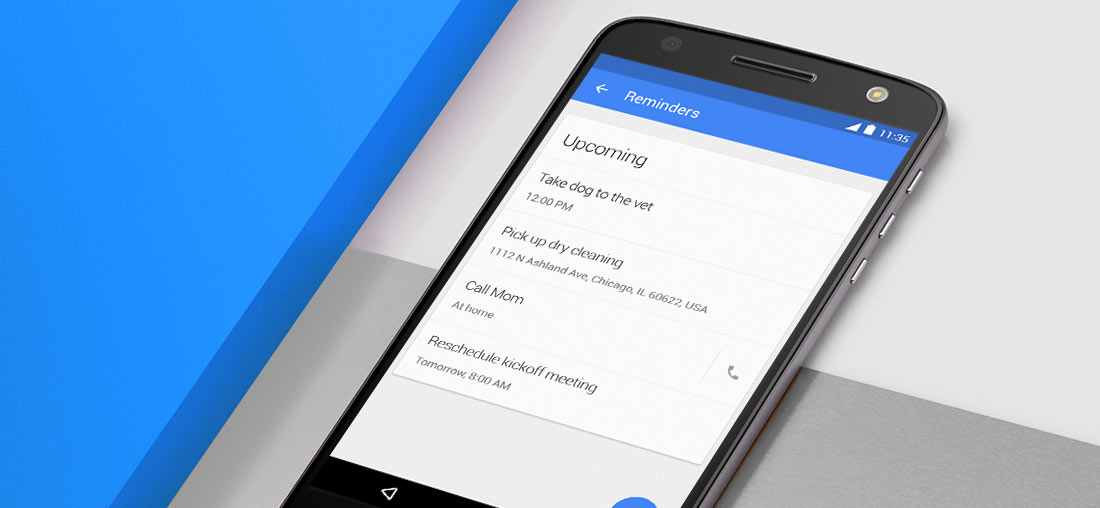 11:35
Reminders
Upcoming
Take dog to the vet
12:00 PM
Pick up dry cleaning
1112 N Ashland Ave, Chicago, IL 60622, USA
Call Mom
At home
Reschedule kickoff meeting
Tomorrow, 8:00 AM